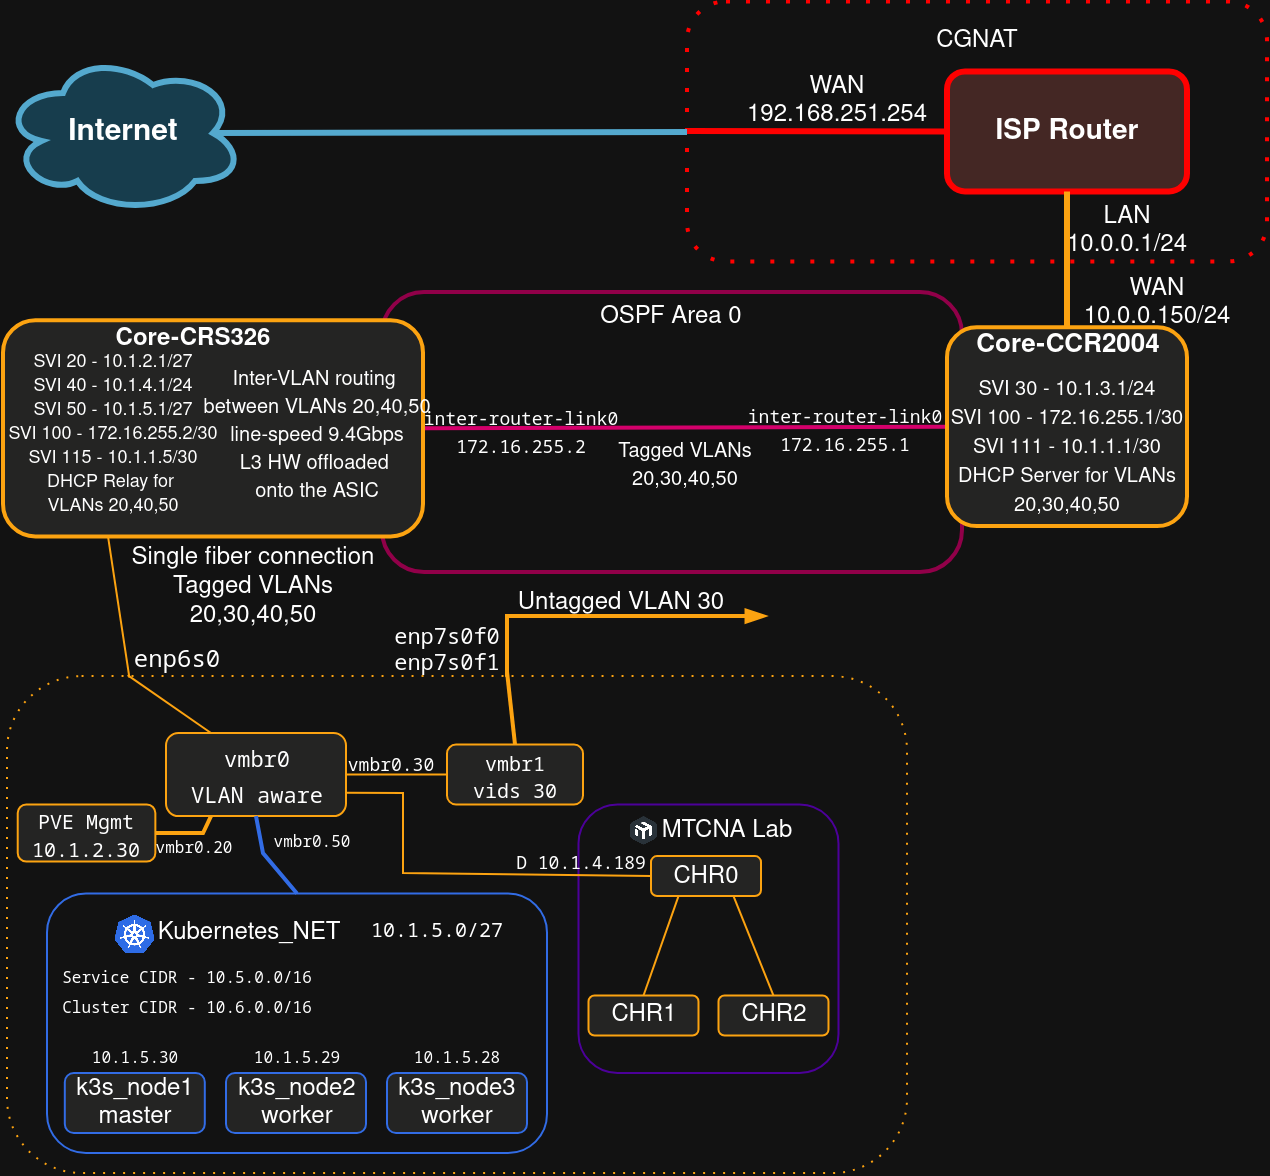 CGNAT
WAN
192.168.251.254
Internet
ISP Router
LAN
10.0.0.1/24
WAN
10.0.0.150/24
OSPF Area 0
Core-CRS326
SVI 20 - 10.1.2.1/27
SVI 40 - 10.1.4.1/24
SVI 50 - 10.1.5.1/27
SVI 100 - 172.16.255.2/30
SVI 115 - 10.1.1.5/30
DHCP Relay for
VLANs 20,40,50
Inter-VLAN routing
between VLANs 20,40,50
line-speed 9.4Gbps
L3 HW offloaded
onto the ASIC
inter-router-link0
172.16.255.2
Tagged VLANs
20,30,40,50
inter-router-link0
172.16.255.1
Core-CCR2004
SVI 30 - 10.1.3.1/24
SVI 100 - 172.16.255.1/30
SVI 111 - 10.1.1.1/30
DHCP Server for VLANs
20,30,40,50
Single fiber connection
Tagged VLANs
20,30,40,50
enp6s0
Untagged VLAN 30
enp7s0f0
enp7s0f1
vmbr0
VLAN aware
vmbr0.30
vmbr1
vids 30
PVE Mgmt
10.1.2.30
vmbr0.20
vmbr0.50
MTCNA Lab
D 10.1.4.189
CHR0
CHR1
CHR2
Kubernetes_NET
10.1.5.0/27
Service CIDR - 10.5.0.0/16
Cluster CIDR - 10.6.0.0/16
10.1.5.30
k3s_node1
master
10.1.5.29
k3s_node2
worker
10.1.5.28
k3s_node3
worker